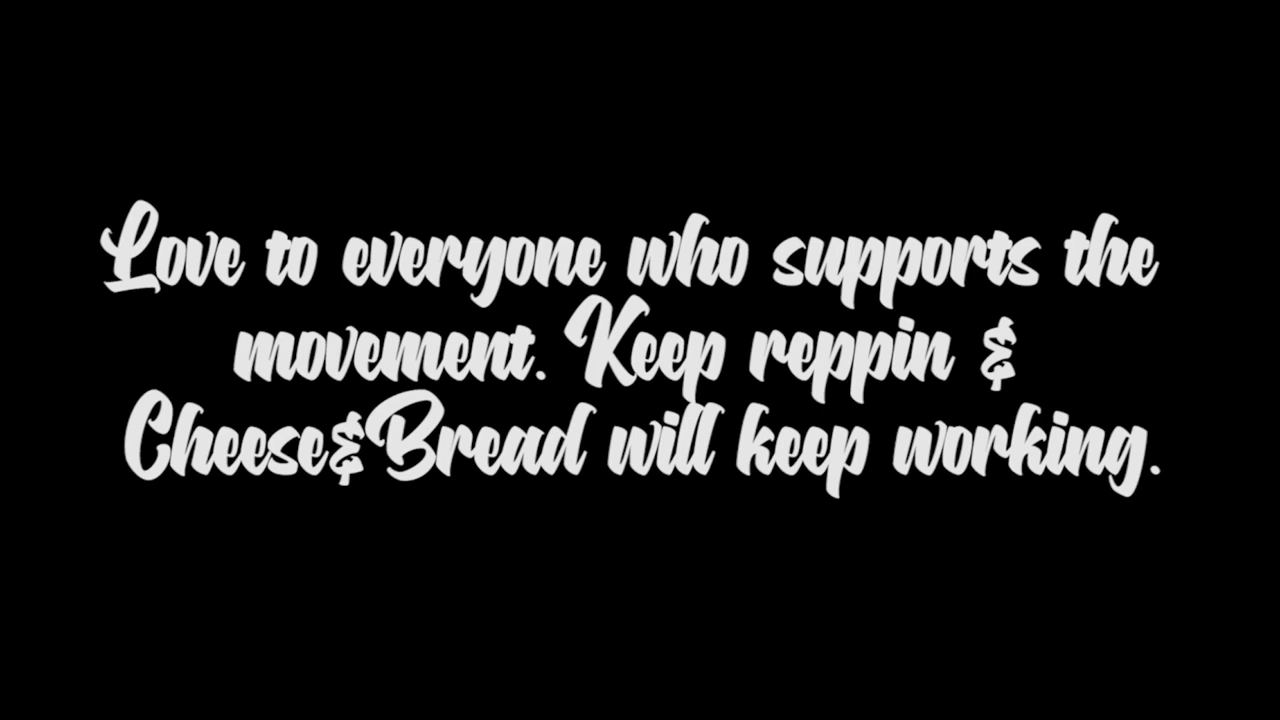 Love to everyone who supports the
movement. Keep reppin &
Cheese&Bread will keep working.